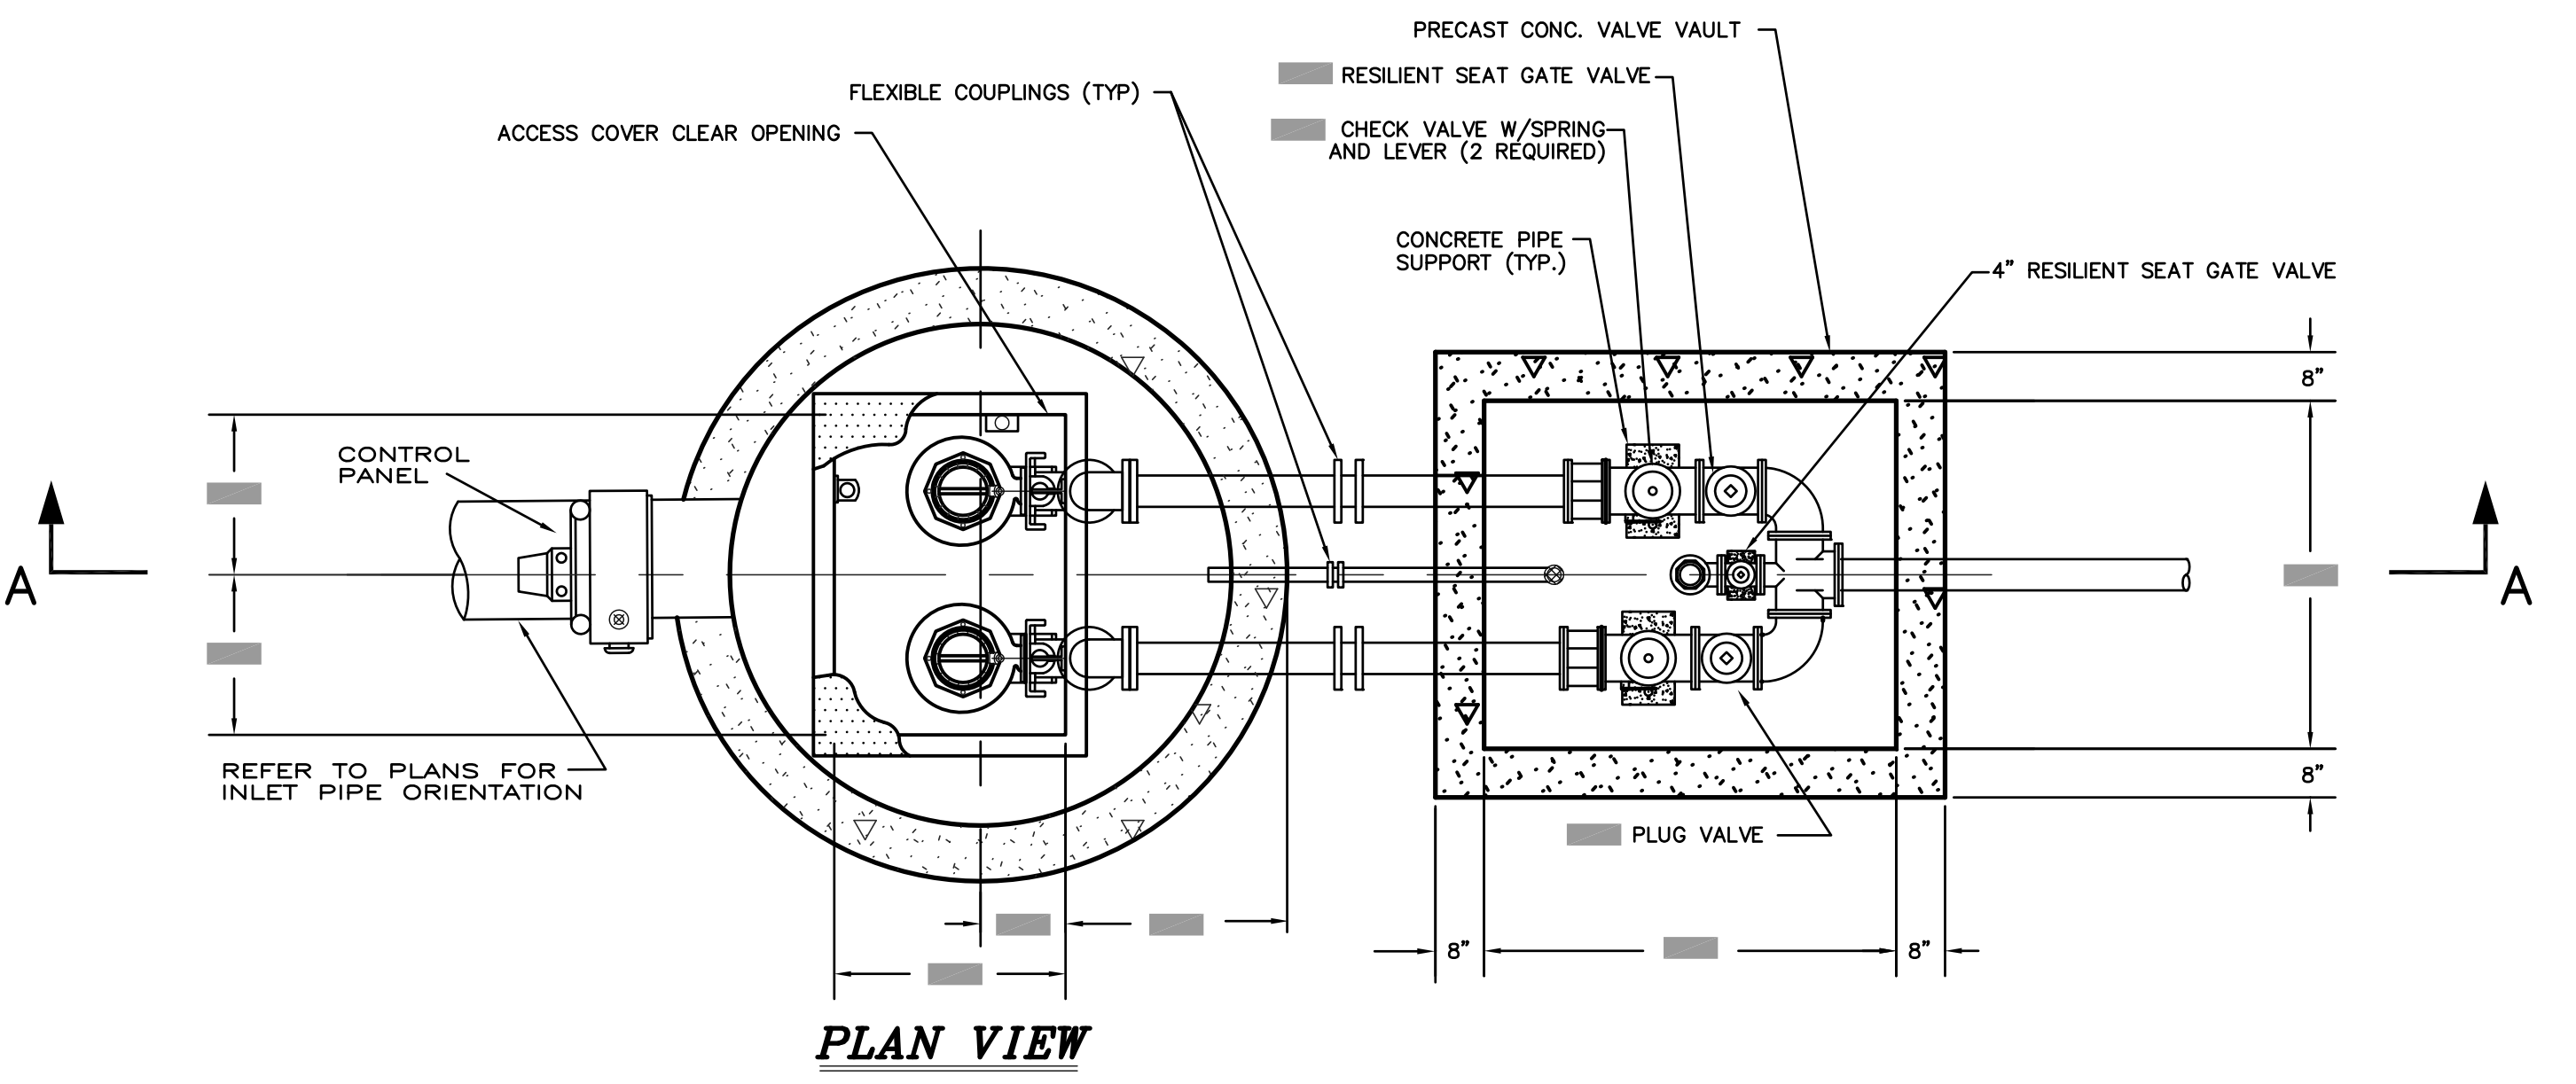 PRECAST CONC. VALVE VAULT
RESILIENT SEAT GATE VALVE
FLEXIBLE COUPLINGS (TYP)
ACCESS COVER CLEAR OPENING
CHECK VALVE W/SPRING
AND LEVER (2 REQUIRED)
CONCRETE PIPE
SUPPORT (TYP.)
4" RESILIENT SEAT GATE VALVE
8"
CONTROL
PANEL
A
A
REFER TO PLANS FOR
INLET PIPE ORIENTATION
8"
PLUG VALVE
8"
8"
PLAN VIEW